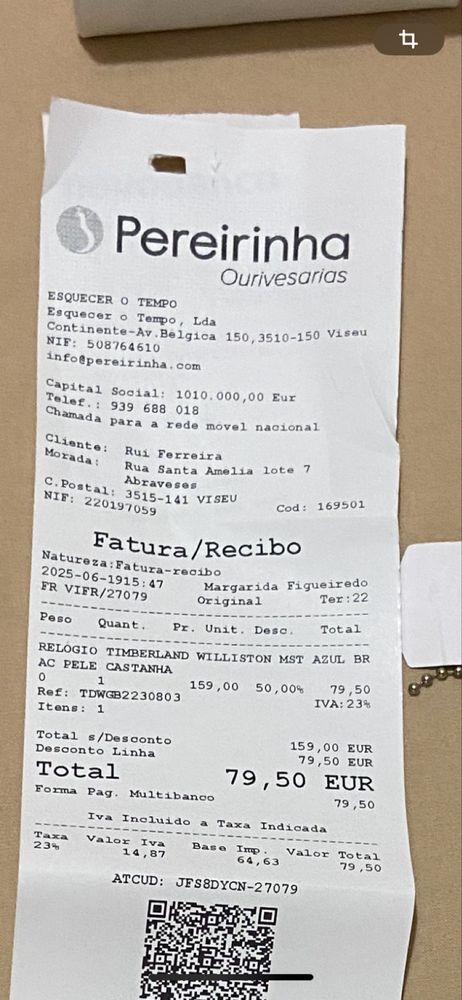 Pereirinha
Ourivesarias
ESQUECER O TEMPO
Esquecer o Tempo, Lda
Continente-Av.Bélgica 150,3510-150 Viseu
NIF: 508764610
info@pereirinha.com
Capital Social: 1010.000,00 Eur
Telef.: 939 688 018
Chamada para a rede movel nacional
Cliente: Rui Ferreira
Morada: Rua Santa Amelia lote 7
Abraveses
C.Postal: 3515-141 VISEU
NIF: 220197059 Cod: 169501
Fatura/Recibo
Natureza:Fatura-recibo
2025-06-1915:47 Margarida Figueiredo
FR VIFR/27079 Original Ter:22
Peso Quant. Pr. Unit. Desc. Total
RELOGIO TIMBERLAND WILLISTON MST AZUL BR
AC PELE CASTANHA
0 1 159,00 50,00% 79,50
Ref: TDWGB2230803 IVA:23%
Itens: 1
Total s/Desconto 159,00 EUR
Desconto Linha 79,50 EUR
Total 79,50 EUR
Forma Pag. Multibanco 79,50
Iva Incluido a Taxa Indicada
Taxa Valor Iva Base Imp. Valor Total
23% 14,87 64,63 79,50
ATCUD: JFS8DYCN-27079